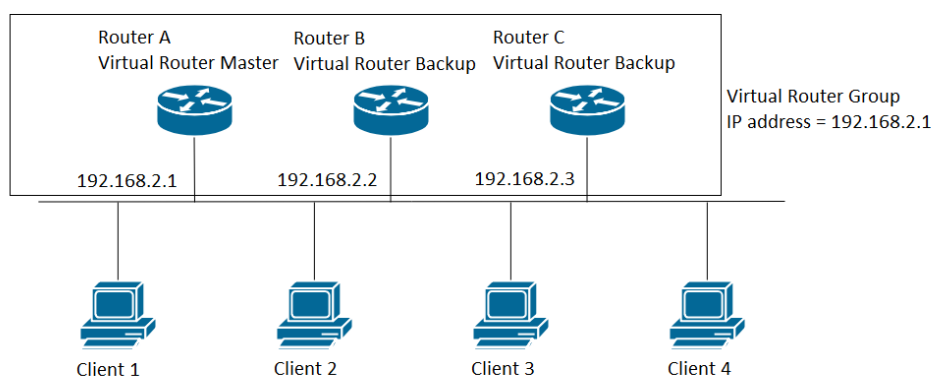 Router A
Virtual Router Master
Router B
Virtual Router Backup
Router C
Virtual Router Backup
Virtual Router Group
IP address = 192.168.2.1
192.168.2.1
192.168.2.2
192.168.2.3
Client 1
Client 2
Client 3
Client 4